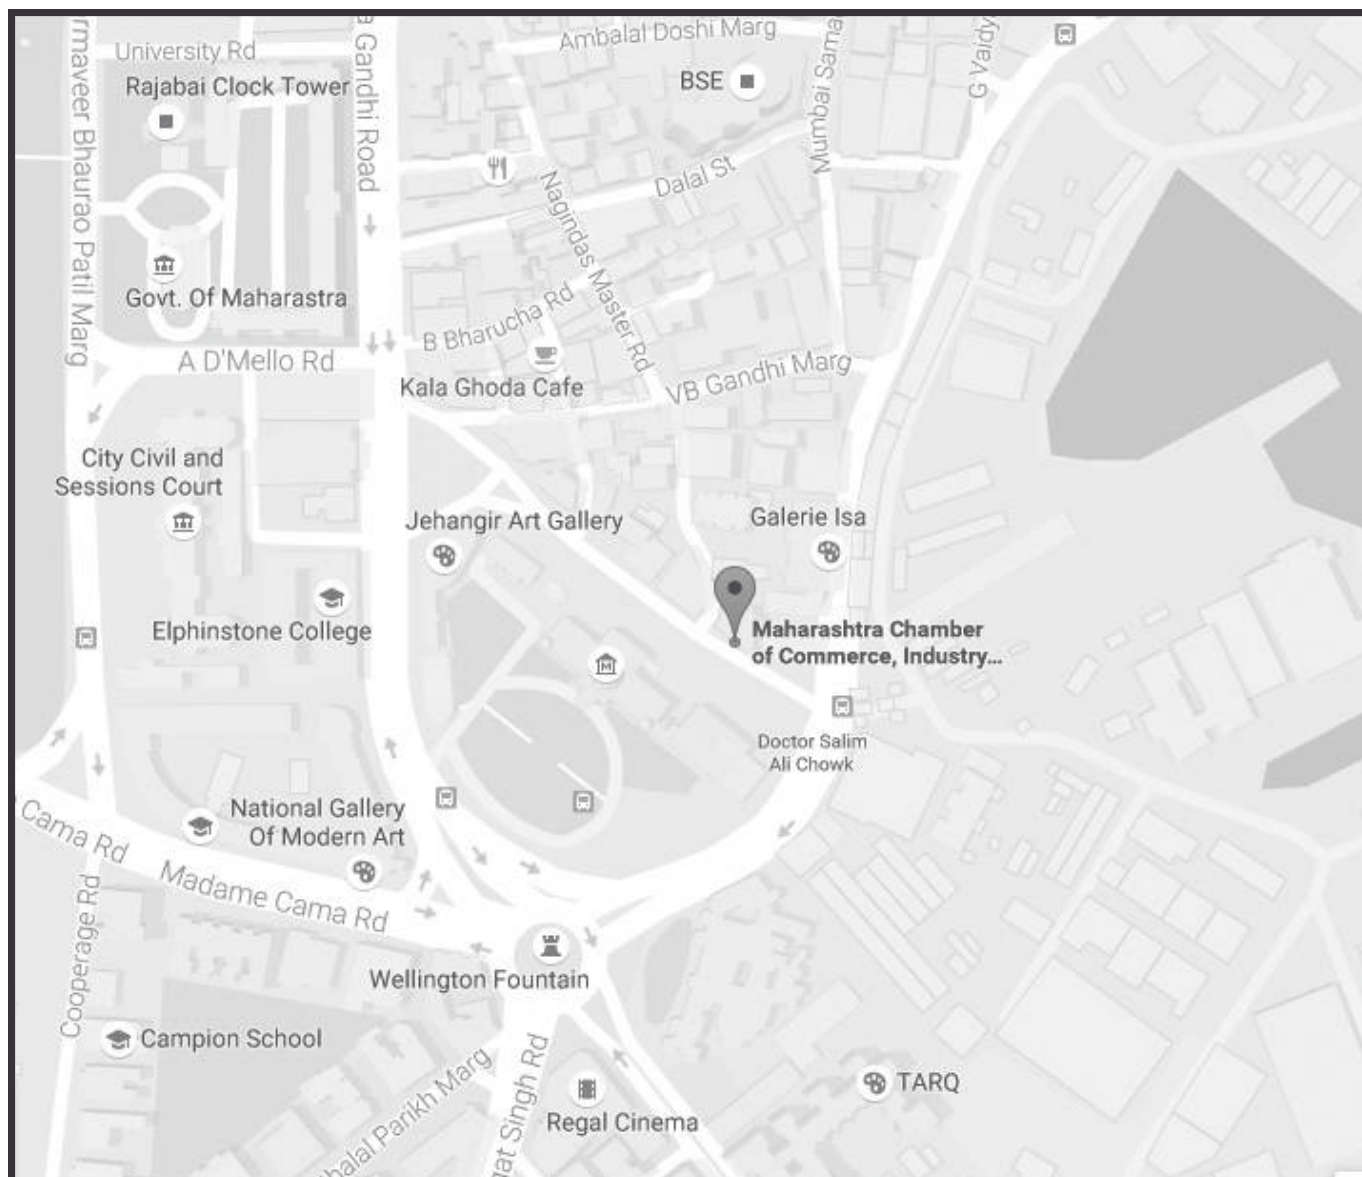 Ambalal Doshi Marg
University Rd
Rajabai Clock Tower
BSE
a Gandhi Road
rmaveer Bhaurao Patil Marg
Mumbai Sama
G Vaidy
Dalal St
Nagindas Master Rd
Govt. Of Maharastra
B Bharucha Rd
A D'Mello Rd
Kala Ghoda Cafe
VB Gandhi Marg
City Civil and
Sessions Court
Jehangir Art Gallery
Galerie Isa
Elphinstone College
Maharashtra Chamber
of Commerce, Industry...
M
Doctor Salim
Ali Chowk
National Gallery
Of Modern Art
Cama Rd
Madame Cama Rd
Cooperage Rd
Wellington Fountain
Campion School
balal Parikh Marg
gat Singh Rd
Regal Cinema
TARQ